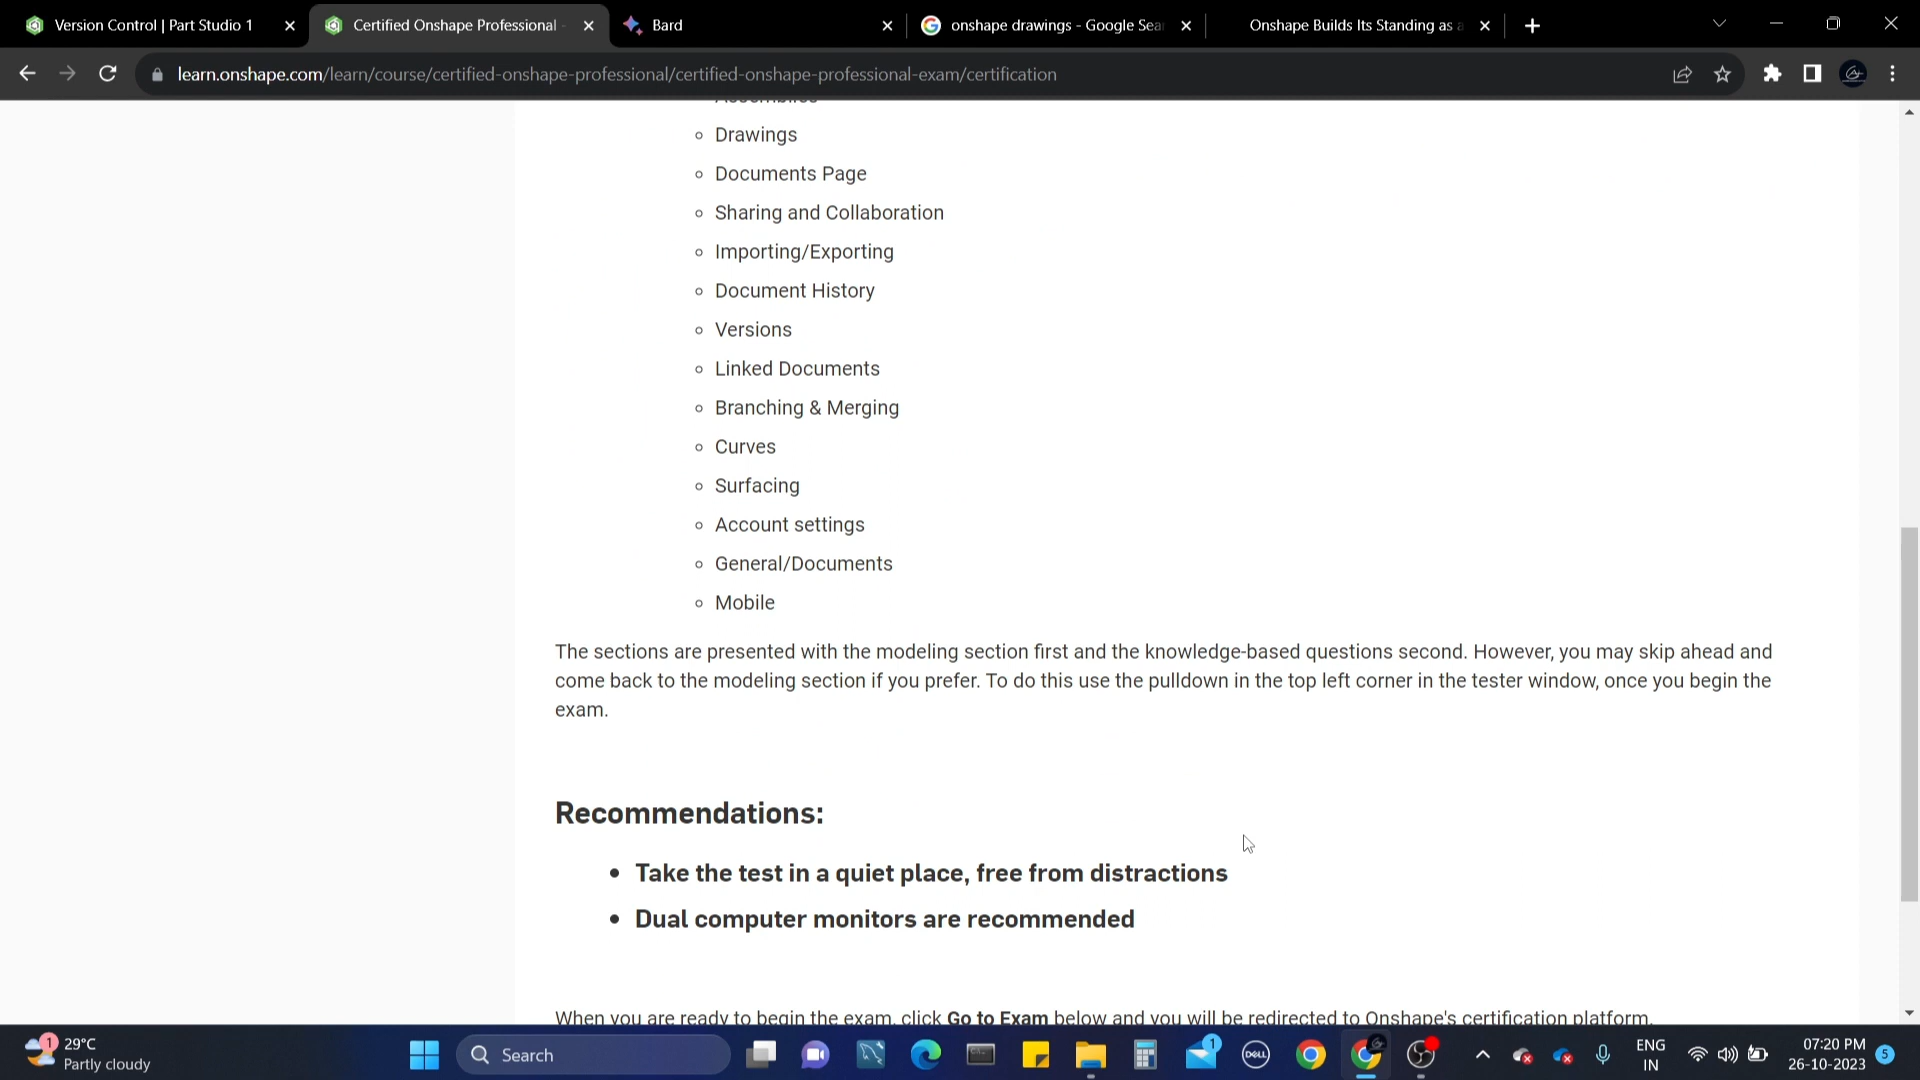 Version Control | Part Studio 1
Certified Onshape Professional -
Bard
onshape drawings - Google Sea
Onshape Builds Its Standing as a
learn.onshape.com/learn/course/certified-onshape-professional/certified-onshape-professional-exam/certification
Drawings
Documents Page
Sharing and Collaboration
Importing/Exporting
Document History
Versions
Linked Documents
Branching & Merging
Curves
Surfacing
Account settings
General/Documents
Mobile
The sections are presented with the modeling section first and the knowledge-based questions second. However, you may skip ahead and
come back to the modeling section if you prefer. To do this use the pulldown in the top left corner in the tester window, once you begin the
exam.
Recommendations:
Take the test in a quiet place, free from distractions
Dual computer monitors are recommended
When you are ready to begin the exam, click Go to Exam below and you will be redirected to Onshape's certification platform.
1
29°C
Partly cloudy
Search
1
DELL
ENG
IN
07:20 PM
26-10-2023
5